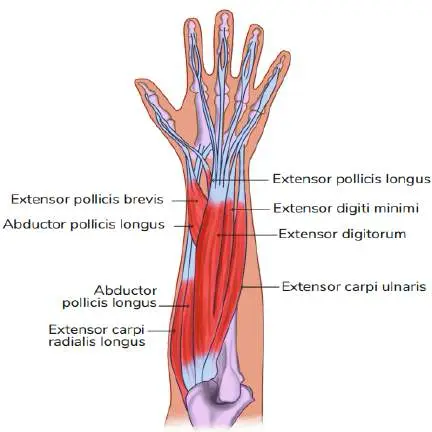 Extensor pollicis longus
Extensor pollicis brevis
Extensor digiti minimi
Abductor pollicis longus
Extensor digitorum
Extensor carpi ulnaris
Abductor
pollicis longus
Extensor carpi
radialis longus